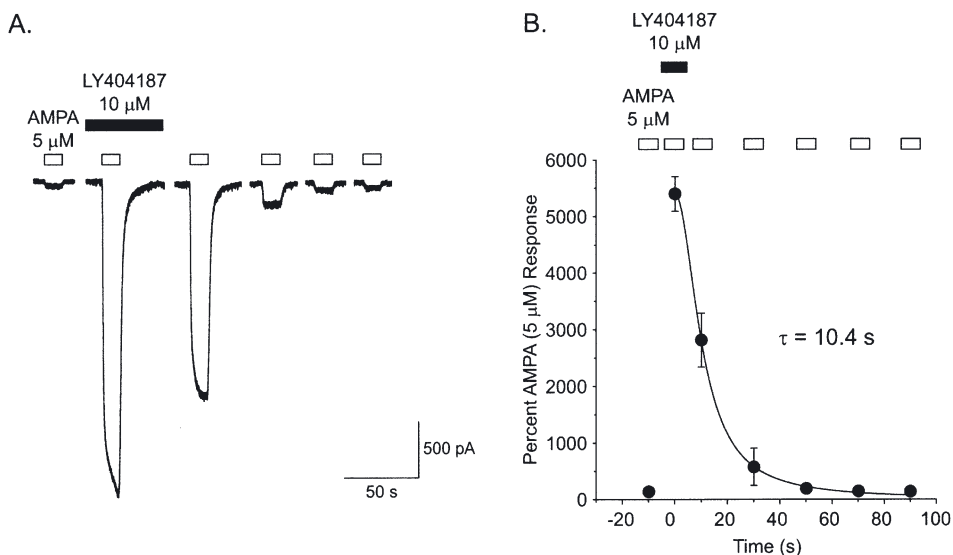 A.
LY404187
10 μM
AMPA
5 μM
500 pA
50 s
B.
LY404187
10 μM
AMPA
5 μM
6000
5000
4000
3000
2000
1000
0
Percent AMPA (5 μM) Response
τ = 10.4 s
-20 0 20 40 60 80 100
Time (s)